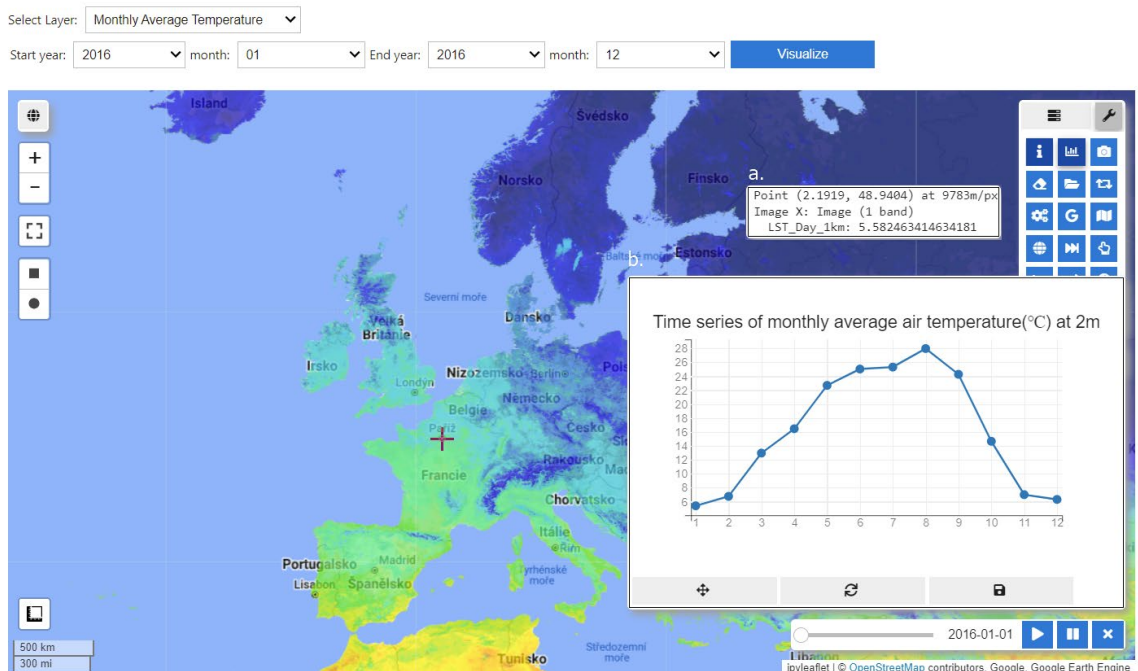 Select Layer: Monthly Average Temperature
Start year: 2016 month: 01 End year: 2016 month: 12 Visualize
Island
Švédsko
Norsko
Finsko
a.
Point (2.1919, 48.9404) at 9783m/px
Image X: Image (1 band)
LST_Day_1km: 5.582463414634181
Estonsko
b.
Severní moře
Dánsko
Velká
Británie
Irsko
Londýn
Nizozemsko
Berlín
Německo
Belgie
Paříž
Česko
Rakousko
Francie
Chorvatsko
Itálie
Řím
Portugalsko
Madrid
Tyrhénské
moře
Lisabon
Španělsko
Tunisko
Středozemní
moře
Time series of monthly average air temperature(°C) at 2m
28
26
24
22
20
18
16
14
12
10
8
6
1 2 3 4 5 6 7 8 9 10 11 12
2016-01-01
500 km
300 mi
ipyleaflet | © OpenStreetMap contributors, Google, Google Earth Engine